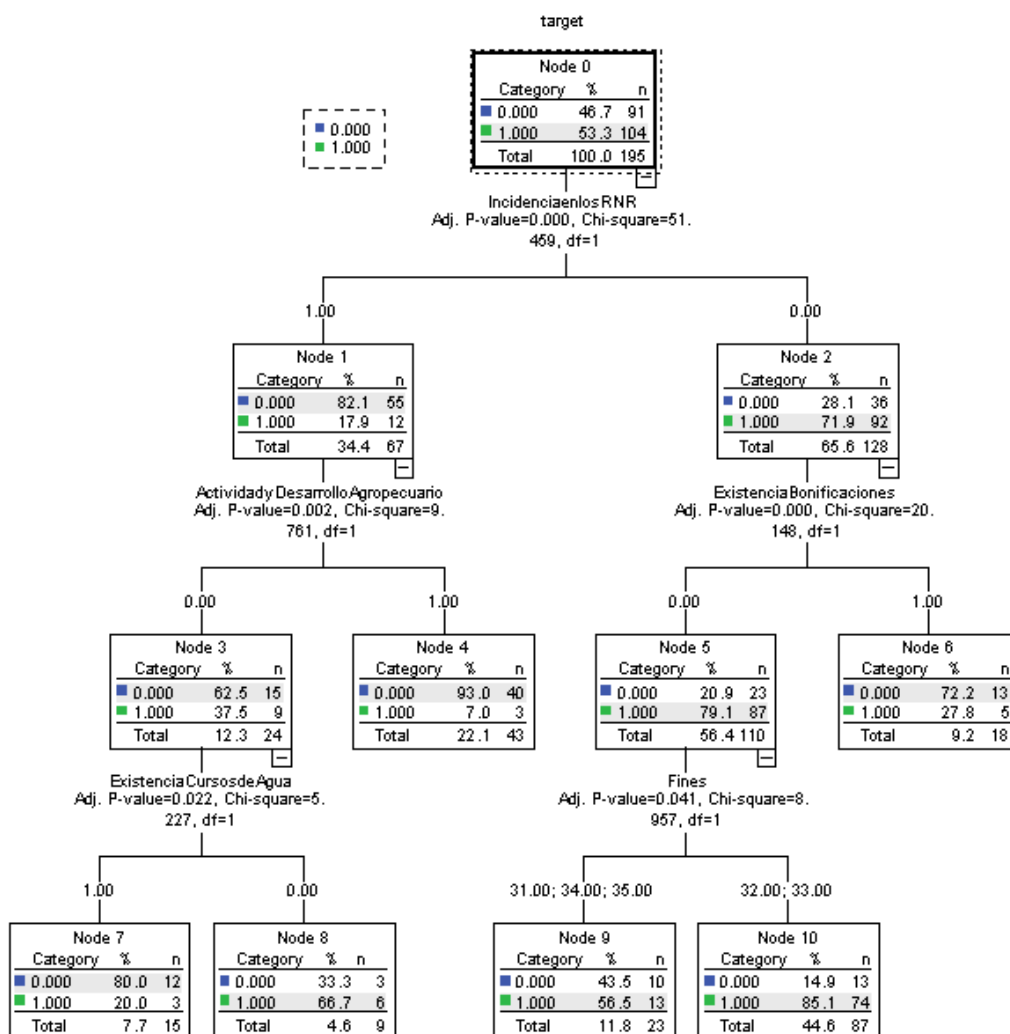 target
Node 0
Category % n
0.000 46.7 91
1.000 53.3 104
Total 100.0 195
0.000
1.000
IncidenciaenlosRNR
Adj. P-value=0.000, Chi-square=51.
459, df=1
1.00
0.00
Node 1
Category % n
0.000 82.1 55
1.000 17.9 12
Total 34.4 67
Node 2
Category % n
0.000 28.1 36
1.000 71.9 92
Total 65.6 128
ActividadyDesarrolloAgropecuario
Adj. P-value=0.002, Chi-square=9.
761, df=1
ExistenciaBonificaciones
Adj. P-value=0.000, Chi-square=20.
148, df=1
0.00
1.00
0.00
1.00
Node 3
Category % n
0.000 62.5 15
1.000 37.5 9
Total 12.3 24
Node 4
Category % n
0.000 93.0 40
1.000 7.0 3
Total 22.1 43
Node 5
Category % n
0.000 20.9 23
1.000 79.1 87
Total 56.4 110
Node 6
Category % n
0.000 72.2 13
1.000 27.8 5
Total 9.2 18
ExistenciaCursosdeAgua
Adj. P-value=0.022, Chi-square=5.
227, df=1
Fines
Adj. P-value=0.041, Chi-square=8.
957, df=1
1.00
0.00
31.00; 34.00; 35.00
32.00; 33.00
Node 7
Category % n
0.000 80.0 12
1.000 20.0 3
Total 7.7 15
Node 8
Category % n
0.000 33.3 3
1.000 66.7 6
Total 4.6 9
Node 9
Category % n
0.000 43.5 10
1.000 56.5 13
Total 11.8 23
Node 10
Category % n
0.000 14.9 13
1.000 85.1 74
Total 44.6 87